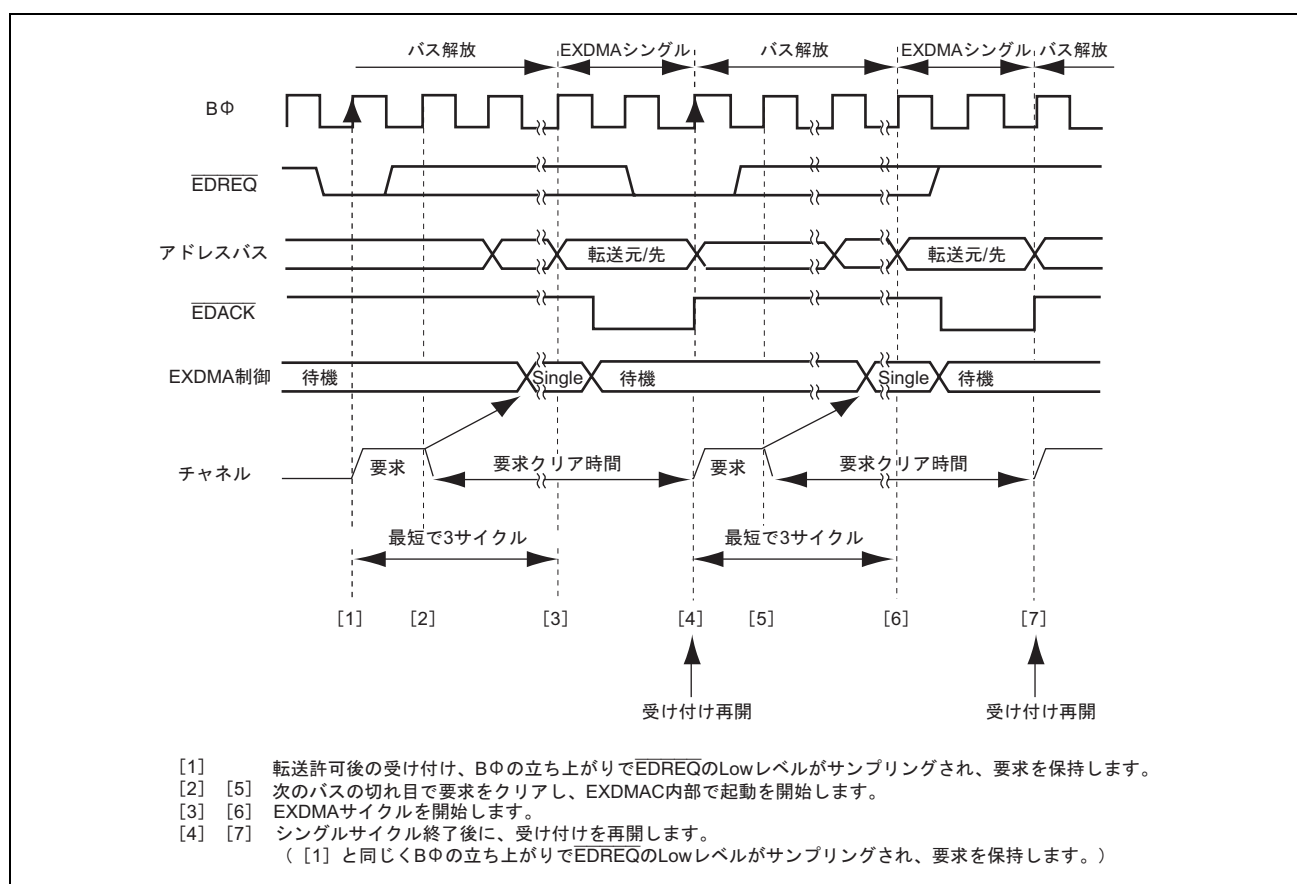 バス解放 EXDMAシングル バス解放 EXDMAシングル バス解放
BΦ
EDREQ
アドレスバス 転送元/先 転送元/先
EDACK
EXDMA制御 待機 Single 待機 Single 待機
チャネル 要求 要求クリア時間 要求 要求クリア時間
最短で3サイクル 最短で3サイクル
[1] [2] [3] [4] [5] [6] [7]
受け付け再開 受け付け再開
[1] 転送許可後の受け付け、BΦの立ち上がりでEDREQのLowレベルがサンプリングされ、要求を保持します。
[2] [5] 次のバスの切れ目で要求をクリアし、EXDMAC内部で起動を開始します。
[3] [6] EXDMAサイクルを開始します。
[4] [7] シングルサイクル終了後に、受け付けを再開します。
([1]と同じくBΦの立ち上がりでEDREQのLowレベルがサンプリングされ、要求を保持します。)